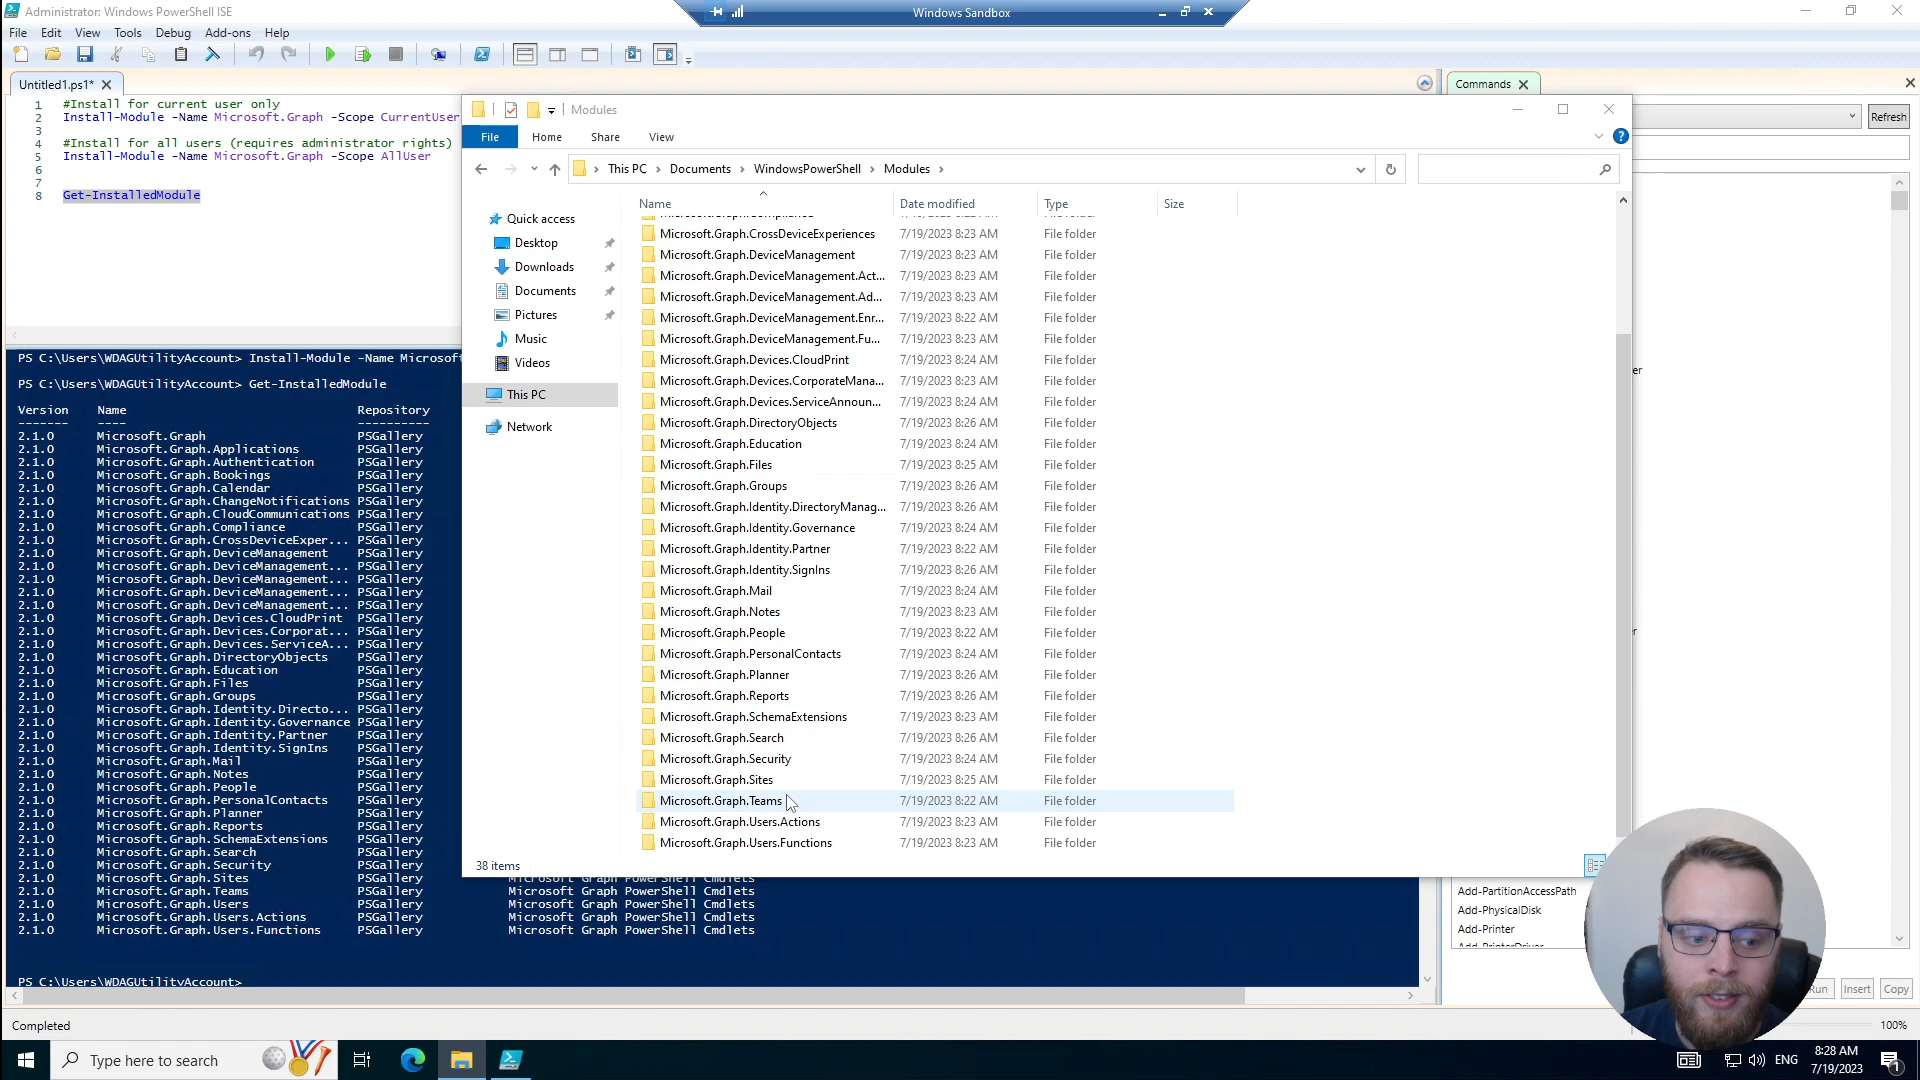 Administrator: Windows PowerShell ISE
Windows Sandbox
File Edit View Tools Debug Add-ons Help
Untitled1.ps1*
Commands
1 #Install for current user only
2 Install-Module -Name Microsoft.Graph -Scope CurrentUser
3
4 #Install for all users (requires administrator rights)
5 Install-Module -Name Microsoft.Graph -Scope AllUser
6
7
8 Get-InstalledModule
Refresh
Modules
File Home Share View
This PC Documents WindowsPowerShell Modules
Name Date modified Type Size
Quick access
Desktop
Downloads
Documents
Pictures
Music
Videos
This PC
Network
Microsoft.Graph.CrossDeviceExperiences 7/19/2023 8:23 AM File folder
Microsoft.Graph.DeviceManagement 7/19/2023 8:23 AM File folder
Microsoft.Graph.DeviceManagement.Act... 7/19/2023 8:23 AM File folder
Microsoft.Graph.DeviceManagement.Ad... 7/19/2023 8:23 AM File folder
Microsoft.Graph.DeviceManagement.Enr... 7/19/2023 8:22 AM File folder
Microsoft.Graph.DeviceManagement.Fu... 7/19/2023 8:23 AM File folder
Microsoft.Graph.Devices.CloudPrint 7/19/2023 8:24 AM File folder
Microsoft.Graph.Devices.CorporateMana... 7/19/2023 8:23 AM File folder
Microsoft.Graph.Devices.ServiceAnnoun... 7/19/2023 8:24 AM File folder
Microsoft.Graph.DirectoryObjects 7/19/2023 8:26 AM File folder
Microsoft.Graph.Education 7/19/2023 8:24 AM File folder
Microsoft.Graph.Files 7/19/2023 8:25 AM File folder
Microsoft.Graph.Groups 7/19/2023 8:26 AM File folder
Microsoft.Graph.Identity.DirectoryManag... 7/19/2023 8:26 AM File folder
Microsoft.Graph.Identity.Governance 7/19/2023 8:24 AM File folder
Microsoft.Graph.Identity.Partner 7/19/2023 8:22 AM File folder
Microsoft.Graph.Identity.SignIns 7/19/2023 8:26 AM File folder
Microsoft.Graph.Mail 7/19/2023 8:24 AM File folder
Microsoft.Graph.Notes 7/19/2023 8:23 AM File folder
Microsoft.Graph.People 7/19/2023 8:22 AM File folder
Microsoft.Graph.PersonalContacts 7/19/2023 8:24 AM File folder
Microsoft.Graph.Planner 7/19/2023 8:26 AM File folder
Microsoft.Graph.Reports 7/19/2023 8:26 AM File folder
Microsoft.Graph.SchemaExtensions 7/19/2023 8:23 AM File folder
Microsoft.Graph.Search 7/19/2023 8:26 AM File folder
Microsoft.Graph.Security 7/19/2023 8:24 AM File folder
Microsoft.Graph.Sites 7/19/2023 8:25 AM File folder
Microsoft.Graph.Teams 7/19/2023 8:22 AM File folder
Microsoft.Graph.Users.Actions 7/19/2023 8:23 AM File folder
Microsoft.Graph.Users.Functions 7/19/2023 8:23 AM File folder
38 items
PS C:\Users\WDAGUtilityAccount> Install-Module -Name Microsoft
PS C:\Users\WDAGUtilityAccount> Get-InstalledModule
Version Name Repository
------- ---- ----------
2.1.0 Microsoft.Graph PSGallery
2.1.0 Microsoft.Graph.Applications PSGallery
2.1.0 Microsoft.Graph.Authentication PSGallery
2.1.0 Microsoft.Graph.Bookings PSGallery
2.1.0 Microsoft.Graph.Calendar PSGallery
2.1.0 Microsoft.Graph.ChangeNotifications PSGallery
2.1.0 Microsoft.Graph.CloudCommunications PSGallery
2.1.0 Microsoft.Graph.Compliance PSGallery
2.1.0 Microsoft.Graph.CrossDeviceExper... PSGallery
2.1.0 Microsoft.Graph.DeviceManagement PSGallery
2.1.0 Microsoft.Graph.DeviceManagement... PSGallery
2.1.0 Microsoft.Graph.DeviceManagement... PSGallery
2.1.0 Microsoft.Graph.DeviceManagement... PSGallery
2.1.0 Microsoft.Graph.DeviceManagement... PSGallery
2.1.0 Microsoft.Graph.Devices.CloudPrint PSGallery
2.1.0 Microsoft.Graph.Devices.Corporat... PSGallery
2.1.0 Microsoft.Graph.Devices.ServiceA... PSGallery
2.1.0 Microsoft.Graph.DirectoryObjects PSGallery
2.1.0 Microsoft.Graph.Education PSGallery
2.1.0 Microsoft.Graph.Files PSGallery
2.1.0 Microsoft.Graph.Groups PSGallery
2.1.0 Microsoft.Graph.Identity.Directo... PSGallery
2.1.0 Microsoft.Graph.Identity.Governance PSGallery
2.1.0 Microsoft.Graph.Identity.Partner PSGallery
2.1.0 Microsoft.Graph.Identity.SignIns PSGallery
2.1.0 Microsoft.Graph.Mail PSGallery
2.1.0 Microsoft.Graph.Notes PSGallery
2.1.0 Microsoft.Graph.People PSGallery
2.1.0 Microsoft.Graph.PersonalContacts PSGallery
2.1.0 Microsoft.Graph.Planner PSGallery
2.1.0 Microsoft.Graph.Reports PSGallery
2.1.0 Microsoft.Graph.SchemaExtensions PSGallery
2.1.0 Microsoft.Graph.Search PSGallery
2.1.0 Microsoft.Graph.Security PSGallery
2.1.0 Microsoft.Graph.Sites PSGallery Microsoft Graph PowerShell Cmdlets
2.1.0 Microsoft.Graph.Teams PSGallery Microsoft Graph PowerShell Cmdlets
2.1.0 Microsoft.Graph.Users PSGallery Microsoft Graph PowerShell Cmdlets
2.1.0 Microsoft.Graph.Users.Actions PSGallery Microsoft Graph PowerShell Cmdlets
2.1.0 Microsoft.Graph.Users.Functions PSGallery Microsoft Graph PowerShell Cmdlets
PS C:\Users\WDAGUtilityAccount>
er
r
Add-PartitionAccessPath
Add-PhysicalDisk
Add-Printer
Add-PrinterDriver
Run Insert Copy
Completed
100%
Type here to search
ENG
8:28 AM
7/19/2023
1